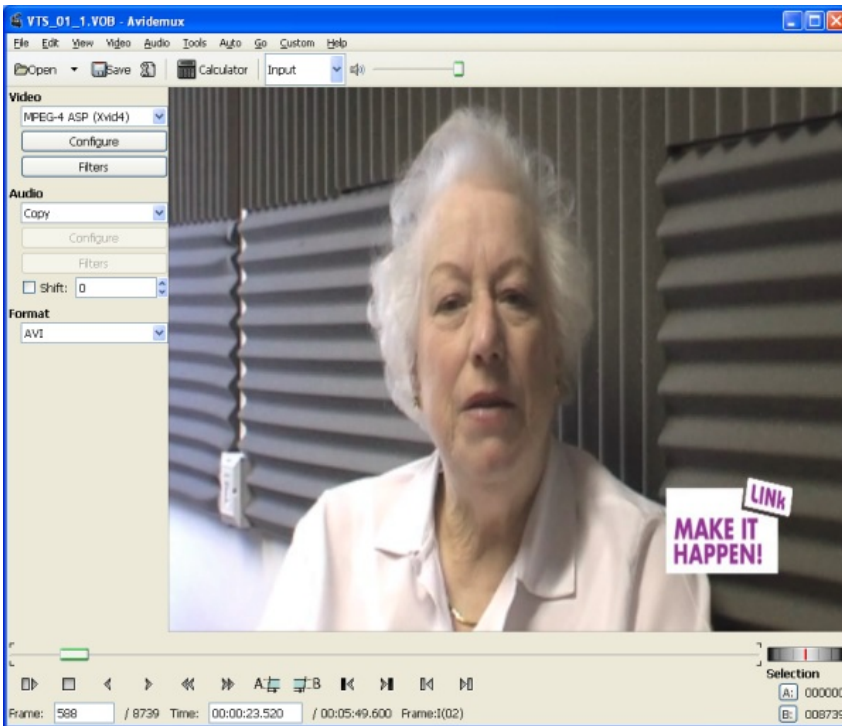 VTS_01_1.VOB - Avidemux
File Edit View Video Audio Tools Auto Go Custom Help
Open Save Calculator Input
Video
MPEG-4 ASP (Xvid4)
Configure
Filters
Audio
Copy
Configure
Filters
Shift: 0
Format
AVI
LINk
MAKE IT
HAPPEN!
A B
Selection
A: 000000
Frame: 588 / 8739 Time: 00:00:23.520 / 00:05:49.600 Frame:I(02)
B: 008739